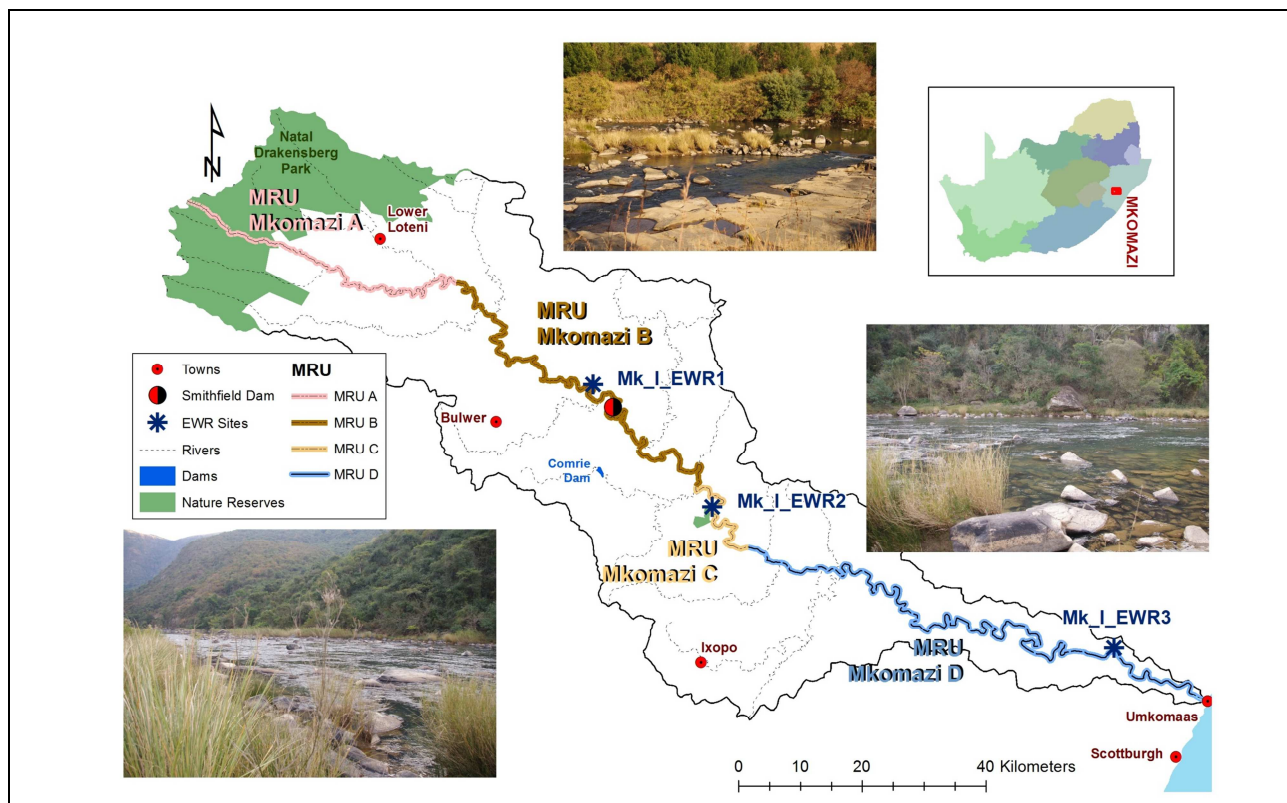 N
Natal
Drakensberg
Park
MRU
Mkomazi A
Lower
Loteni
MKOMAZI
MRU
Mkomazi B
Mk_I_EWR1
Bulwer
Comrie
Dam
Mk_I_EWR2
MRU
Mkomazi C
Mk_I_EWR3
MRU
Mkomazi D
Ixopo
Umkomaas
Scottburgh
Towns
Smithfield Dam
EWR Sites
Rivers
Dams
Nature Reserves
MRU
MRU A
MRU B
MRU C
MRU D
0 10 20 40 Kilometers